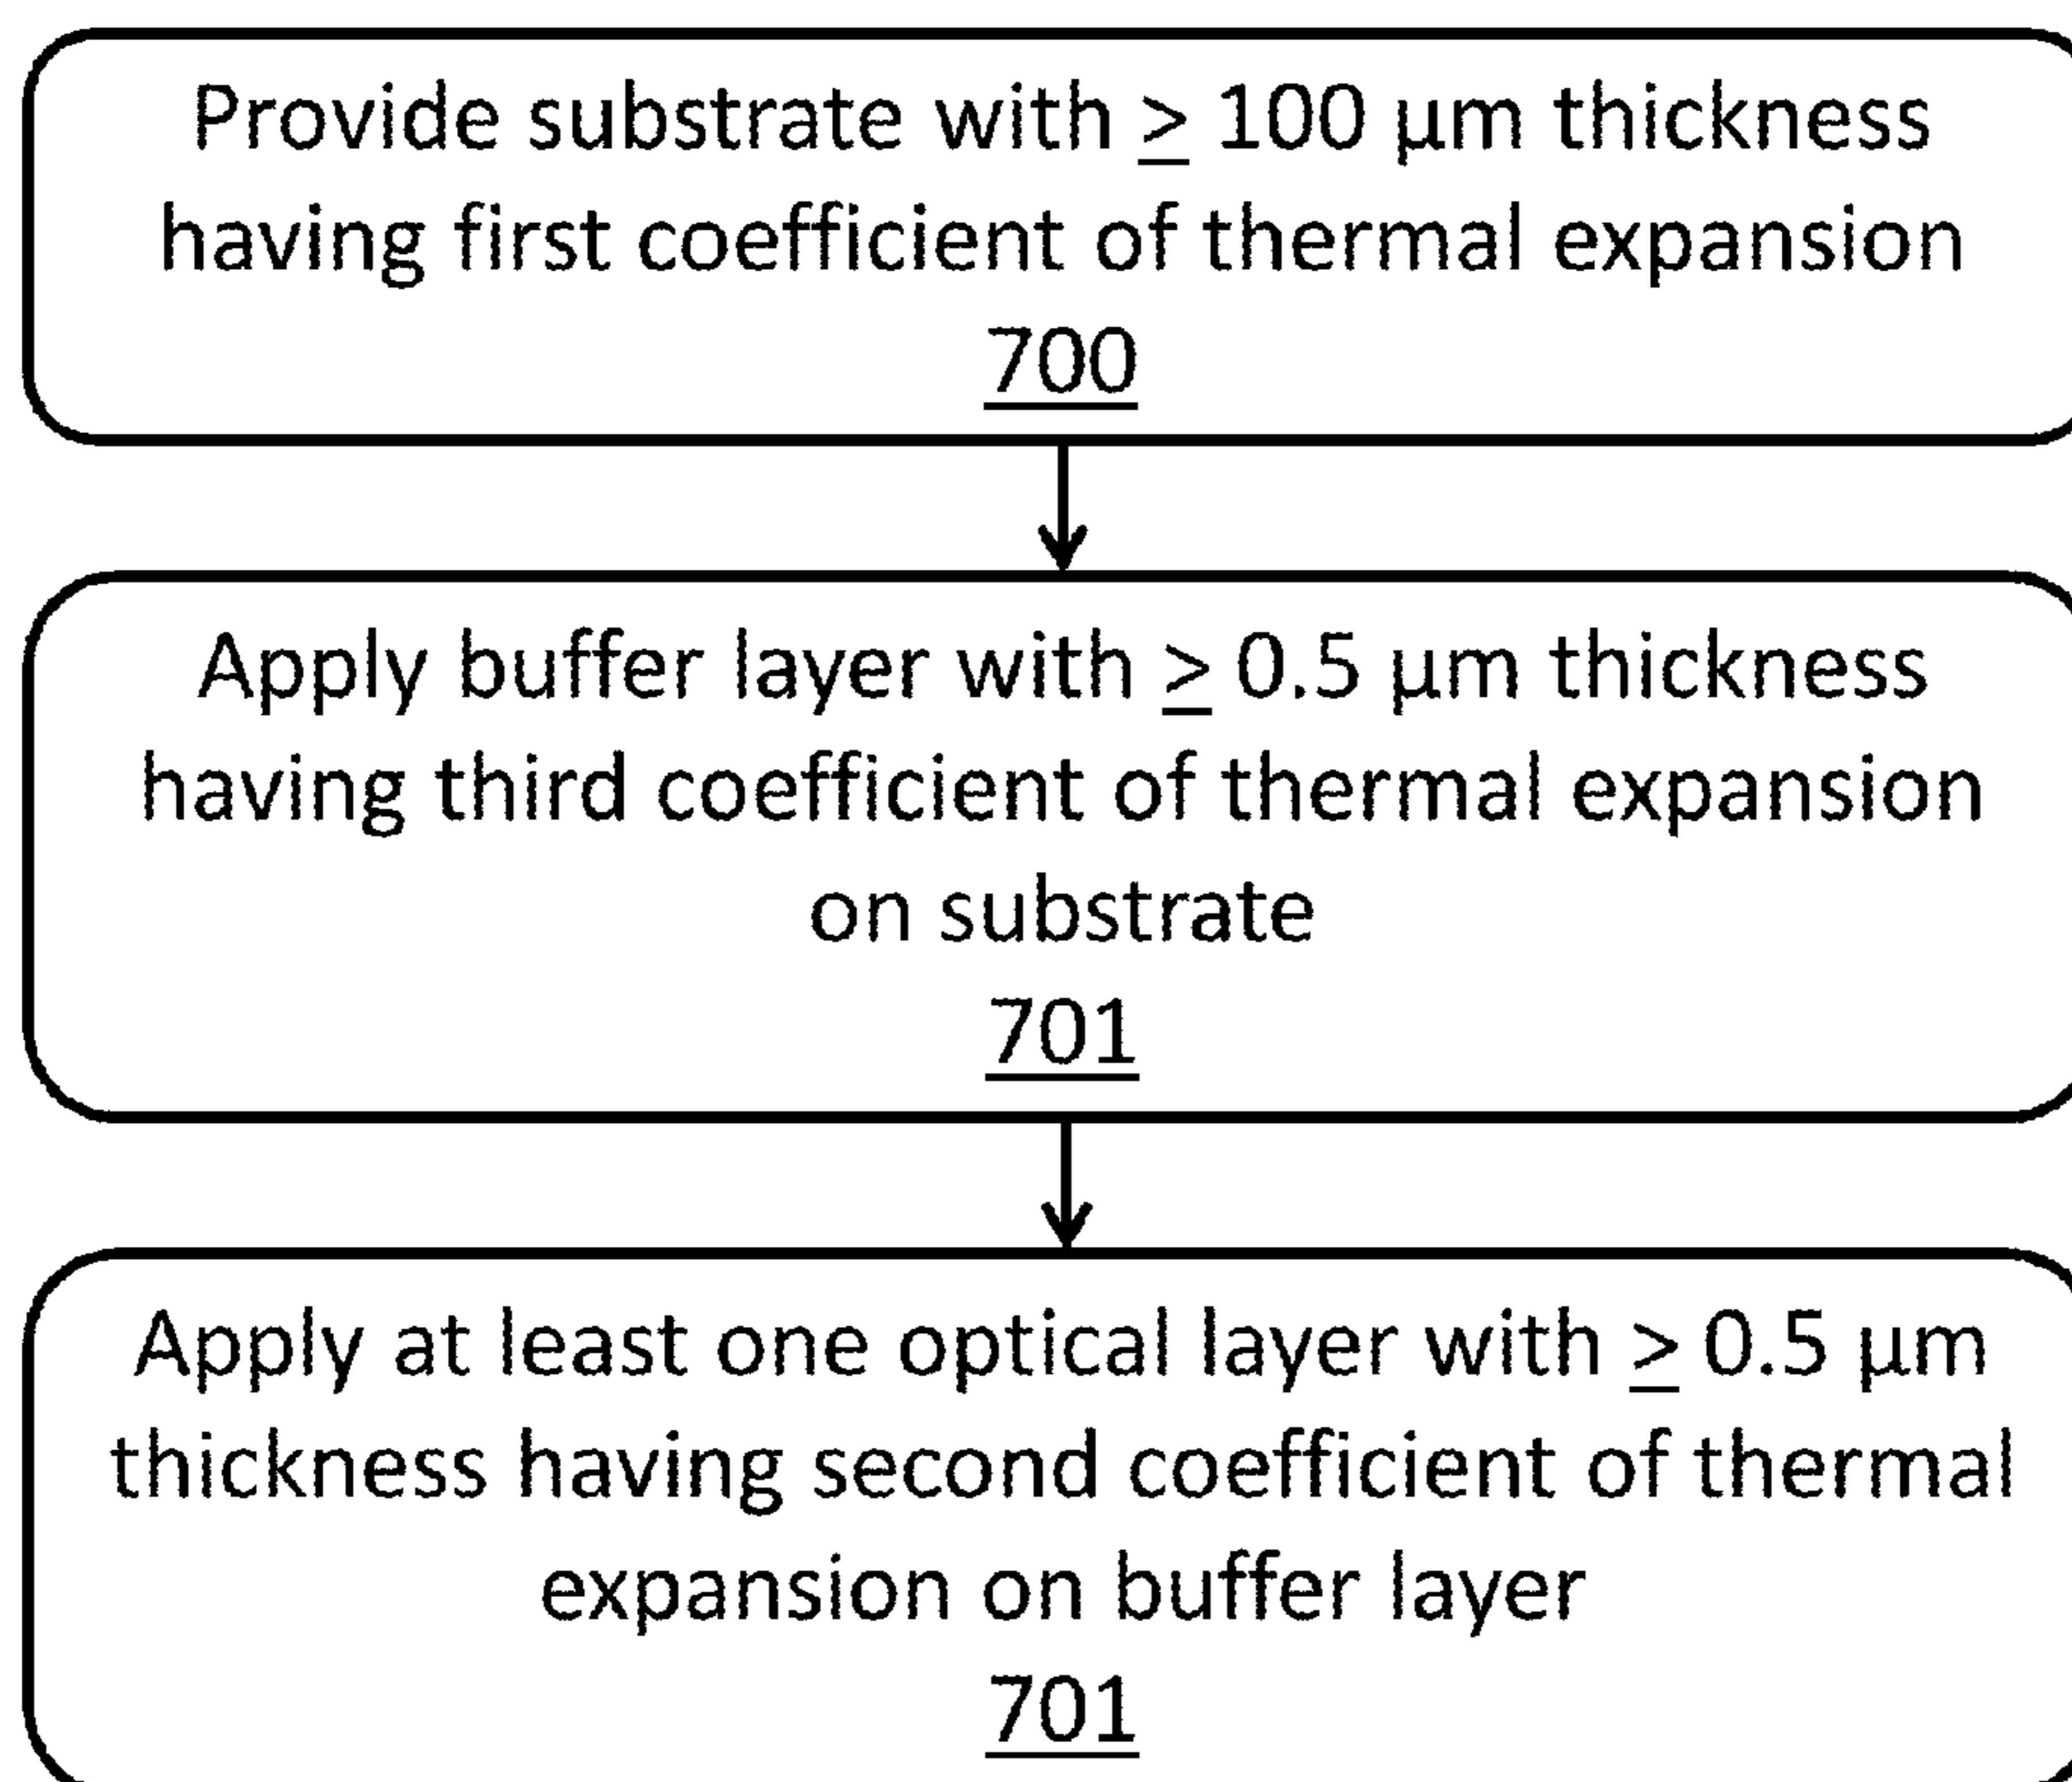 Provide substrate with ≥ 100 µm thickness
having first coefficient of thermal expansion
700
Apply buffer layer with ≥ 0.5 µm thickness
having third coefficient of thermal expansion
on substrate
701
Apply at least one optical layer with ≥ 0.5 µm
thickness having second coefficient of thermal
expansion on buffer layer
701